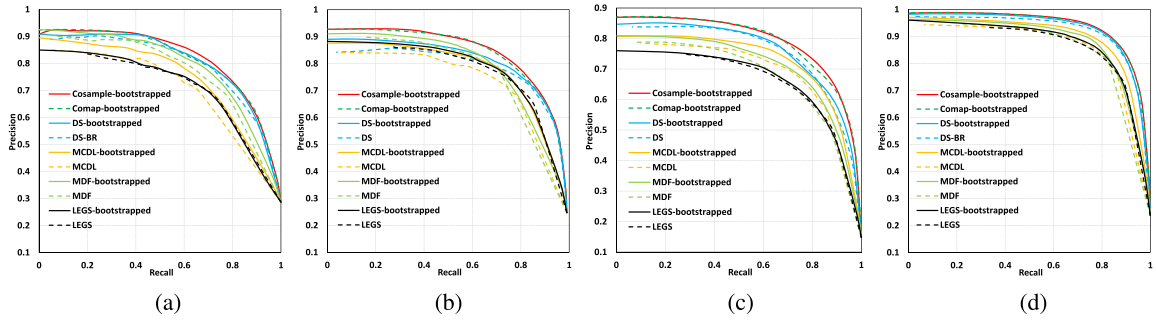 Precision
1
0.9
0.8
0.7
0.6
0.5
0.4
0.3
0.2
0.1
Cosample-bootstrapped
Comap-bootstrapped
DS-bootstrapped
DS-BR
MCDL-bootstrapped
MCDL
MDF-bootstrapped
MDF
LEGS-bootstrapped
LEGS
0 0.2 0.4 0.6 0.8 1
Recall
(a)
Precision
1
0.9
0.8
0.7
0.6
0.5
0.4
0.3
0.2
0.1
Cosample-bootstrapped
Comap-bootstrapped
DS-bootstrapped
DS
MCDL-bootstrapped
MCDL
MDF-bootstrapped
MDF
LEGS-bootstrapped
LEGS
0 0.2 0.4 0.6 0.8 1
Recall
(b)
Precision
0.9
0.8
0.7
0.6
0.5
0.4
0.3
0.2
0.1
Cosample-bootstrapped
Comap-bootstrapped
DS-bootstrapped
DS
MCDL-bootstrapped
MCDL
MDF-bootstrapped
MDF
LEGS-bootstrapped
LEGS
0 0.2 0.4 0.6 0.8 1
Recall
(c)
Precision
1
0.9
0.8
0.7
0.6
0.5
0.4
0.3
0.2
0.1
Cosample-bootstrapped
Comap-bootstrapped
DS-bootstrapped
DS-BR
MCDL-bootstrapped
MCDL
MDF-bootstrapped
MDF
LEGS-bootstrapped
LEGS
0 0.2 0.4 0.6 0.8 1
Recall
(d)